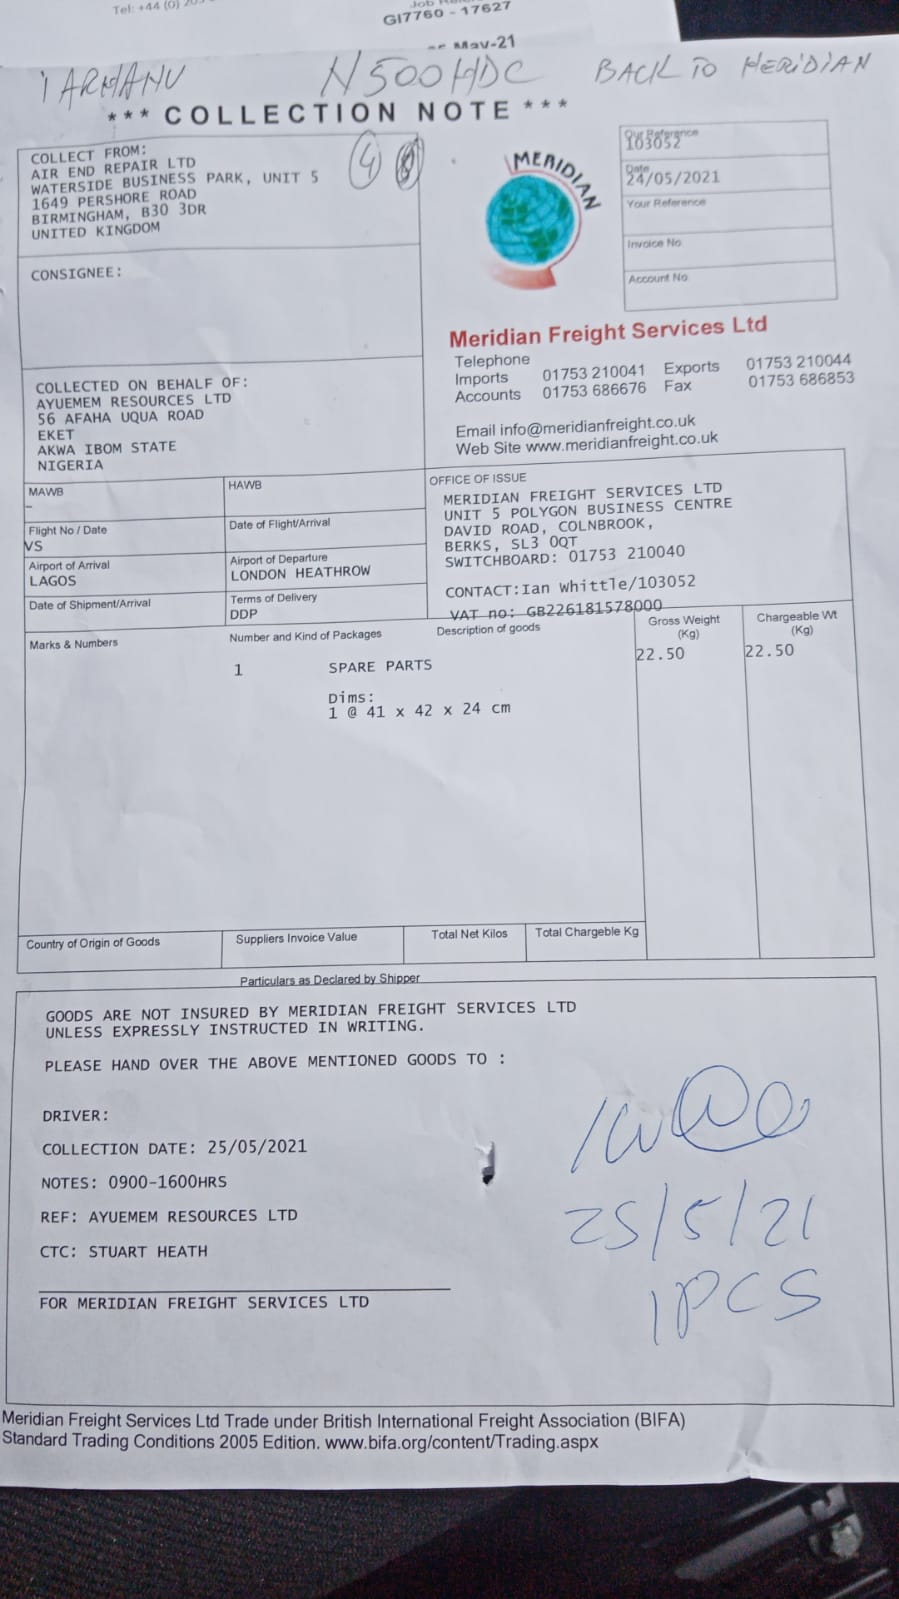 Tel: +44 (0)
GI7760 - 17627
May-21
N500HDC
BACK TO MERIDIAN
*** COLLECTION NOTE ***
COLLECT FROM:
AIR END REPAIR LTD
WATERSIDE BUSINESS PARK, UNIT 5
1649 PERSHORE ROAD
BIRMINGHAM, B30 3DR
UNITED KINGDOM
4
MERIDIAN
Our Reference
103052
Date
24/05/2021
Your Reference
Invoice No
Account No
CONSIGNEE:
Meridian Freight Services Ltd
Telephone
Imports 01753 210041 Exports 01753 210044
Accounts 01753 686676 Fax 01753 686853
Email info@meridianfreight.co.uk
Web Site www.meridianfreight.co.uk
COLLECTED ON BEHALF OF:
AYUEMEM RESOURCES LTD
56 AFAHA UQUA ROAD
EKET
AKWA IBOM STATE
NIGERIA
MAWB
–
HAWB
Flight No / Date
VS
Date of Flight/Arrival
Airport of Arrival
LAGOS
Airport of Departure
LONDON HEATHROW
Date of Shipment/Arrival
Terms of Delivery
DDP
OFFICE OF ISSUE
MERIDIAN FREIGHT SERVICES LTD
UNIT 5 POLYGON BUSINESS CENTRE
DAVID ROAD, COLNBROOK,
BERKS, SL3 0QT
SWITCHBOARD: 01753 210040
CONTACT:Ian Whittle/103052
VAT no: GB226181578000
Marks & Numbers
Number and Kind of Packages
Description of goods
Gross Weight
(Kg)
Chargeable Wt
(Kg)
1 SPARE PARTS
22.50
22.50
Dims:
1 @ 41 x 42 x 24 cm
Country of Origin of Goods
Suppliers Invoice Value
Total Net Kilos
Total Chargeble Kg
Particulars as Declared by Shipper
GOODS ARE NOT INSURED BY MERIDIAN FREIGHT SERVICES LTD
UNLESS EXPRESSLY INSTRUCTED IN WRITING.
PLEASE HAND OVER THE ABOVE MENTIONED GOODS TO :
DRIVER:
COLLECTION DATE: 25/05/2021
NOTES: 0900-1600HRS
REF: AYUEMEM RESOURCES LTD
CTC: STUART HEATH
FOR MERIDIAN FREIGHT SERVICES LTD
25/5/21
1PCS
Meridian Freight Services Ltd Trade under British International Freight Association (BIFA)
Standard Trading Conditions 2005 Edition. www.bifa.org/content/Trading.aspx